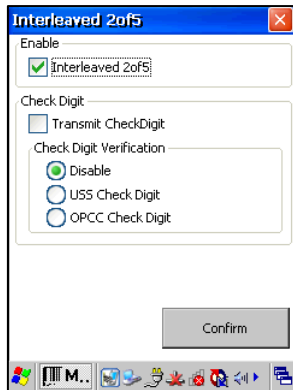 Interleaved 2of5
Enable
Interleaved 2of5
Check Digit
Transmit CheckDigit
Check Digit Verification
Disable
USS Check Digit
OPCC Check Digit
Confirm
M..